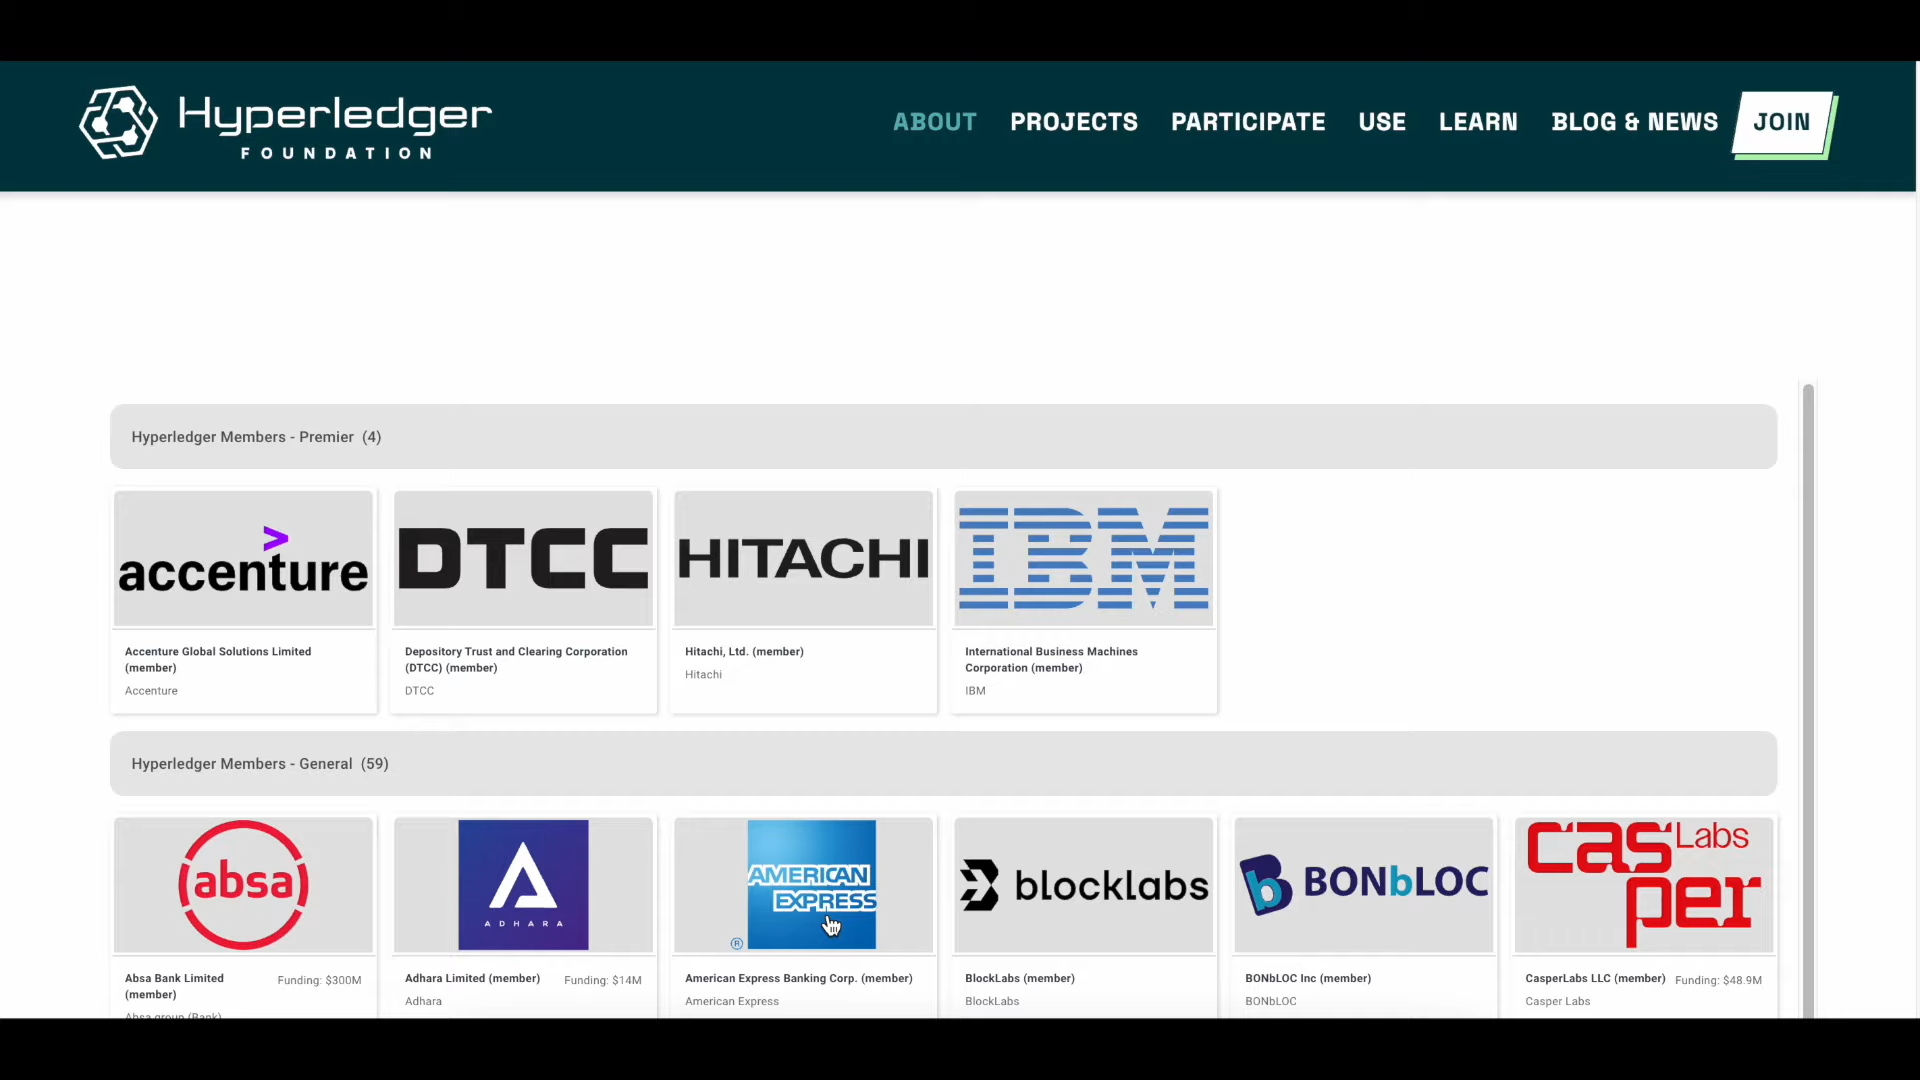 Hyperledger
FOUNDATION
ABOUT PROJECTS PARTICIPATE USE LEARN BLOG & NEWS JOIN
Hyperledger Members - Premier (4)
accenture
DTCC
HITACHI
IBM
Accenture Global Solutions Limited
(member)
Accenture
Depository Trust and Clearing Corporation
(DTCC) (member)
DTCC
Hitachi, Ltd. (member)
Hitachi
International Business Machines
Corporation (member)
IBM
Hyperledger Members - General (59)
absa
ADHARA
AMERICAN
EXPRESS
®
blocklabs
BONbLOC
casper
Labs
Absa Bank Limited
(member)
Funding: $300M
Absa group (Bank)
Adhara Limited (member)
Funding: $14M
Adhara
American Express Banking Corp. (member)
American Express
BlockLabs (member)
BlockLabs
BONbLOC Inc (member)
BONbLOC
CasperLabs LLC (member)
Funding: $48.9M
Casper Labs